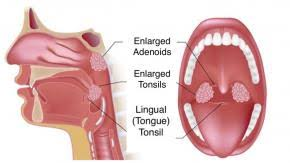 Enlarged
Adenoids
Enlarged
Tonsils
Lingual
(Tongue)
Tonsil